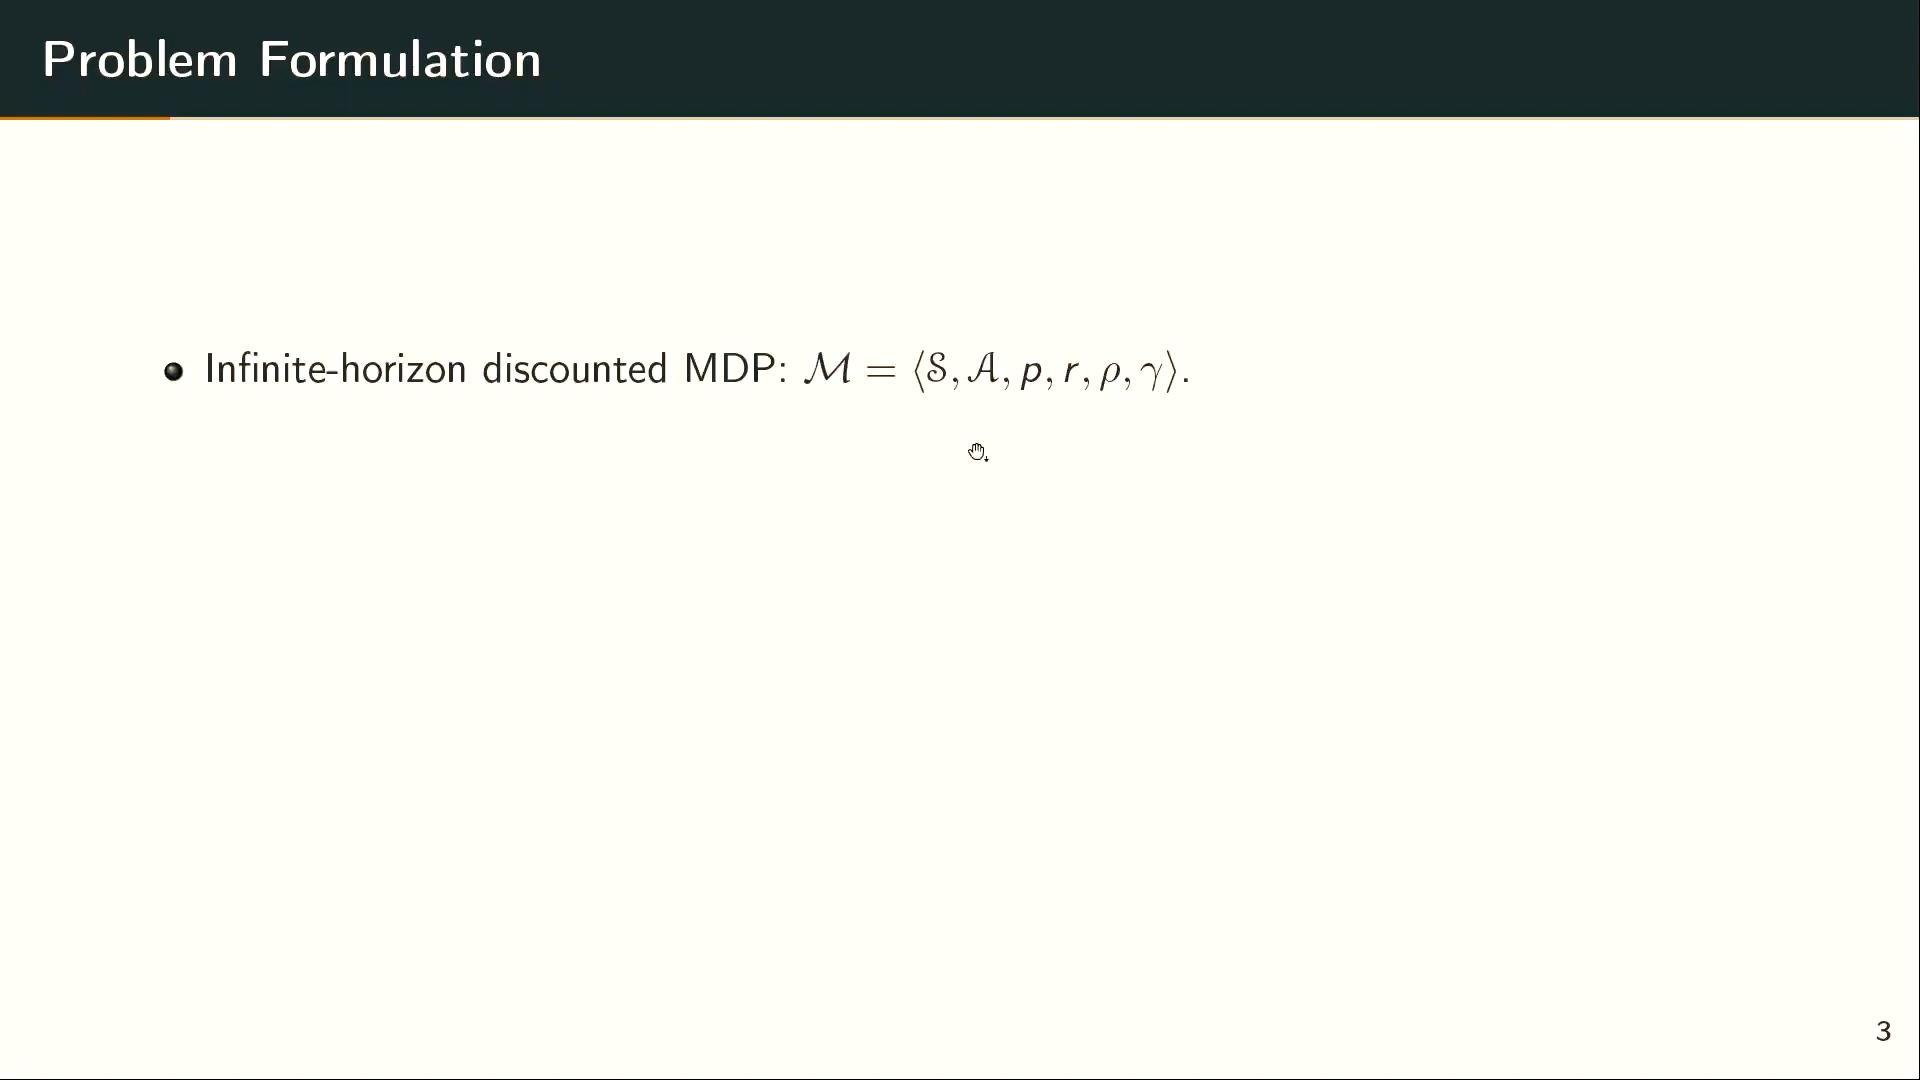 Problem Formulation
Infinite-horizon discounted MDP: ℳ = ⟨𝒮, 𝒜, p, r, ρ, γ⟩.
3